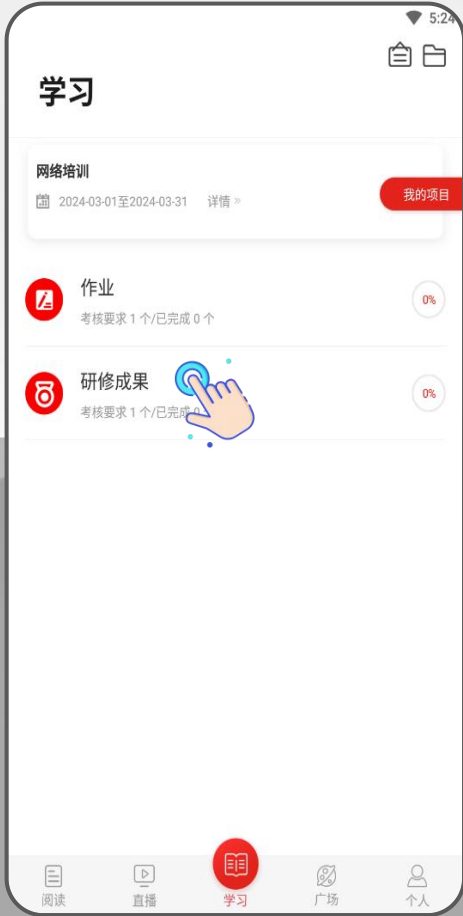 5:24
学习
网络培训
2024-03-01至2024-03-31 详情 »
我的项目
作业
0%
考核要求 1 个/已完成 0 个
研修成果
0%
考核要求 1 个/已完成 0
阅读 直播 学习 广场 个人